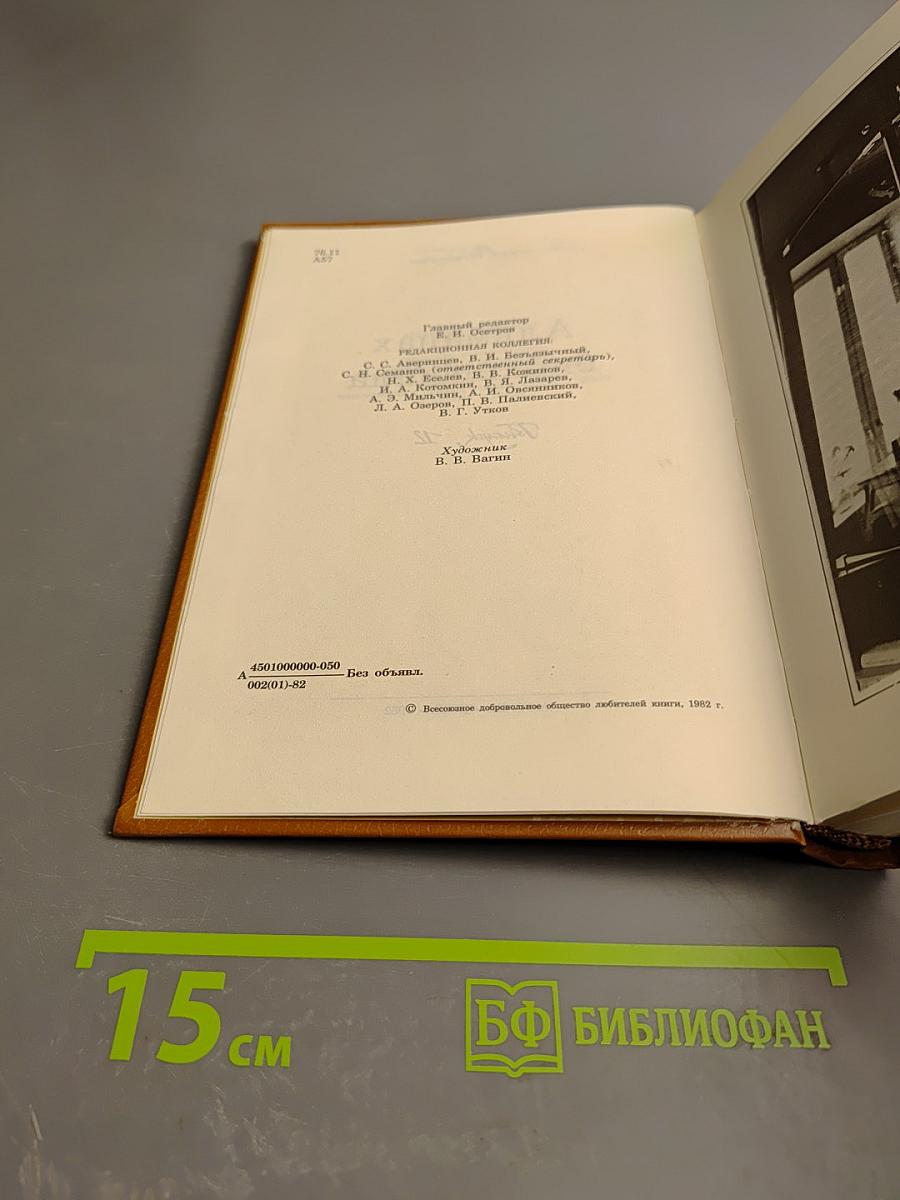 76.11
А57
Главный редактор
Е. И. Осетров
РЕДАКЦИОННАЯ КОЛЛЕГИЯ:
С. С. Аверинцев, В. И. Безъязычный,
С. Н. Семанов (ответственный секретарь),
Н. Х. Еселев, В. В. Кожинов,
И. А. Котомкин, В. Я. Лазарев,
А. Э. Мильчин, А. И. Овсянников,
Л. А. Озеров, П. В. Палиевский,
В. Г. Утков
Художник
В. В. Вагин
А 4501000000-050
002(01)-82
Без объявл.
© Всесоюзное добровольное общество любителей книги, 1982 г.
15 см
БФ БИБЛИОФАН